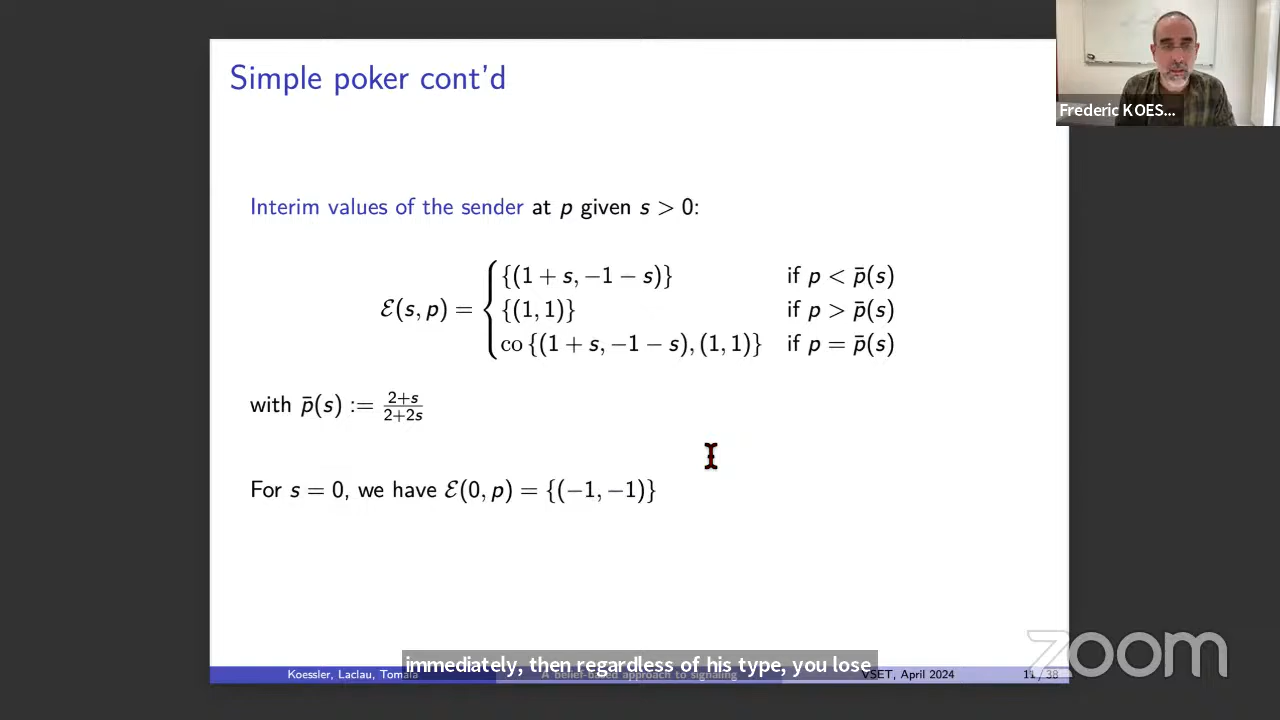 Simple poker cont'd
Frederic KOES...
Interim values of the sender at p given s > 0:
{(1 + s, −1 − s)} if p < p̄(s)
ℰ(s, p) = { {(1, 1)} if p > p̄(s)
co {(1 + s, −1 − s), (1, 1)} if p = p̄(s)
with p̄(s) := 2+s / 2+2s
For s = 0, we have ℰ(0, p) = {(−1, −1)}
zoom
immediately, then regardless of his type, you lose
Koessler, Laclau, Tomala A belief-based approach to signaling VSET, April 2024 11 / 38